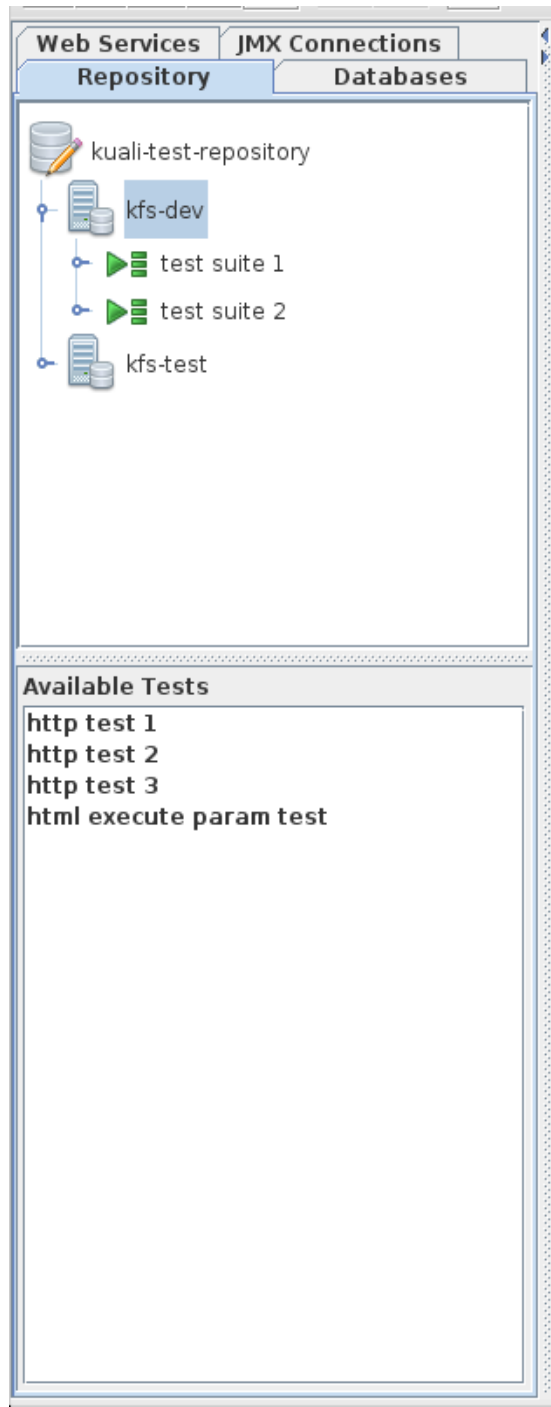 Web Services JMX Connections
Repository Databases
kuali-test-repository
kfs-dev
test suite 1
test suite 2
kfs-test
Available Tests
http test 1
http test 2
http test 3
html execute param test